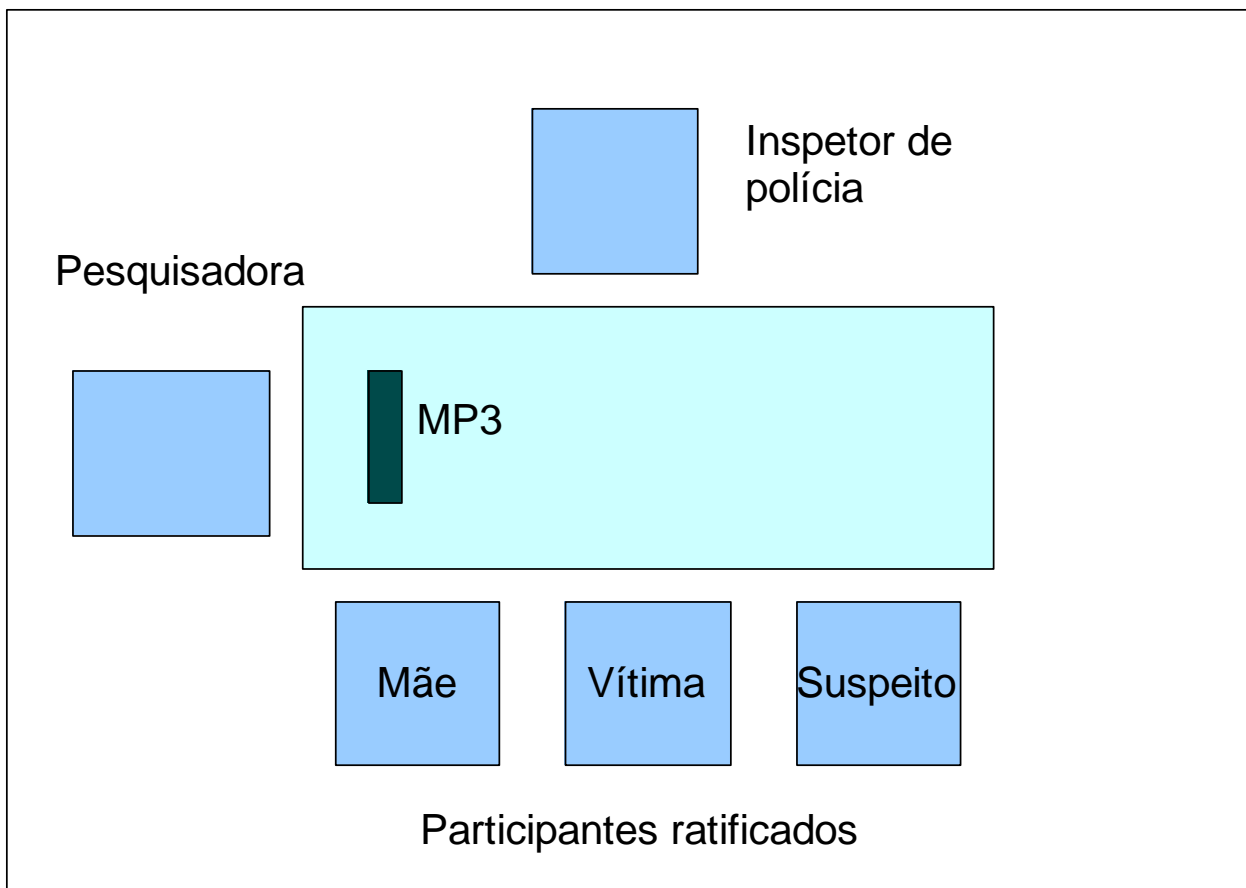 Inspetor de
polícia
Pesquisadora
MP3
Mãe
Vítima
Suspeito
Participantes ratificados